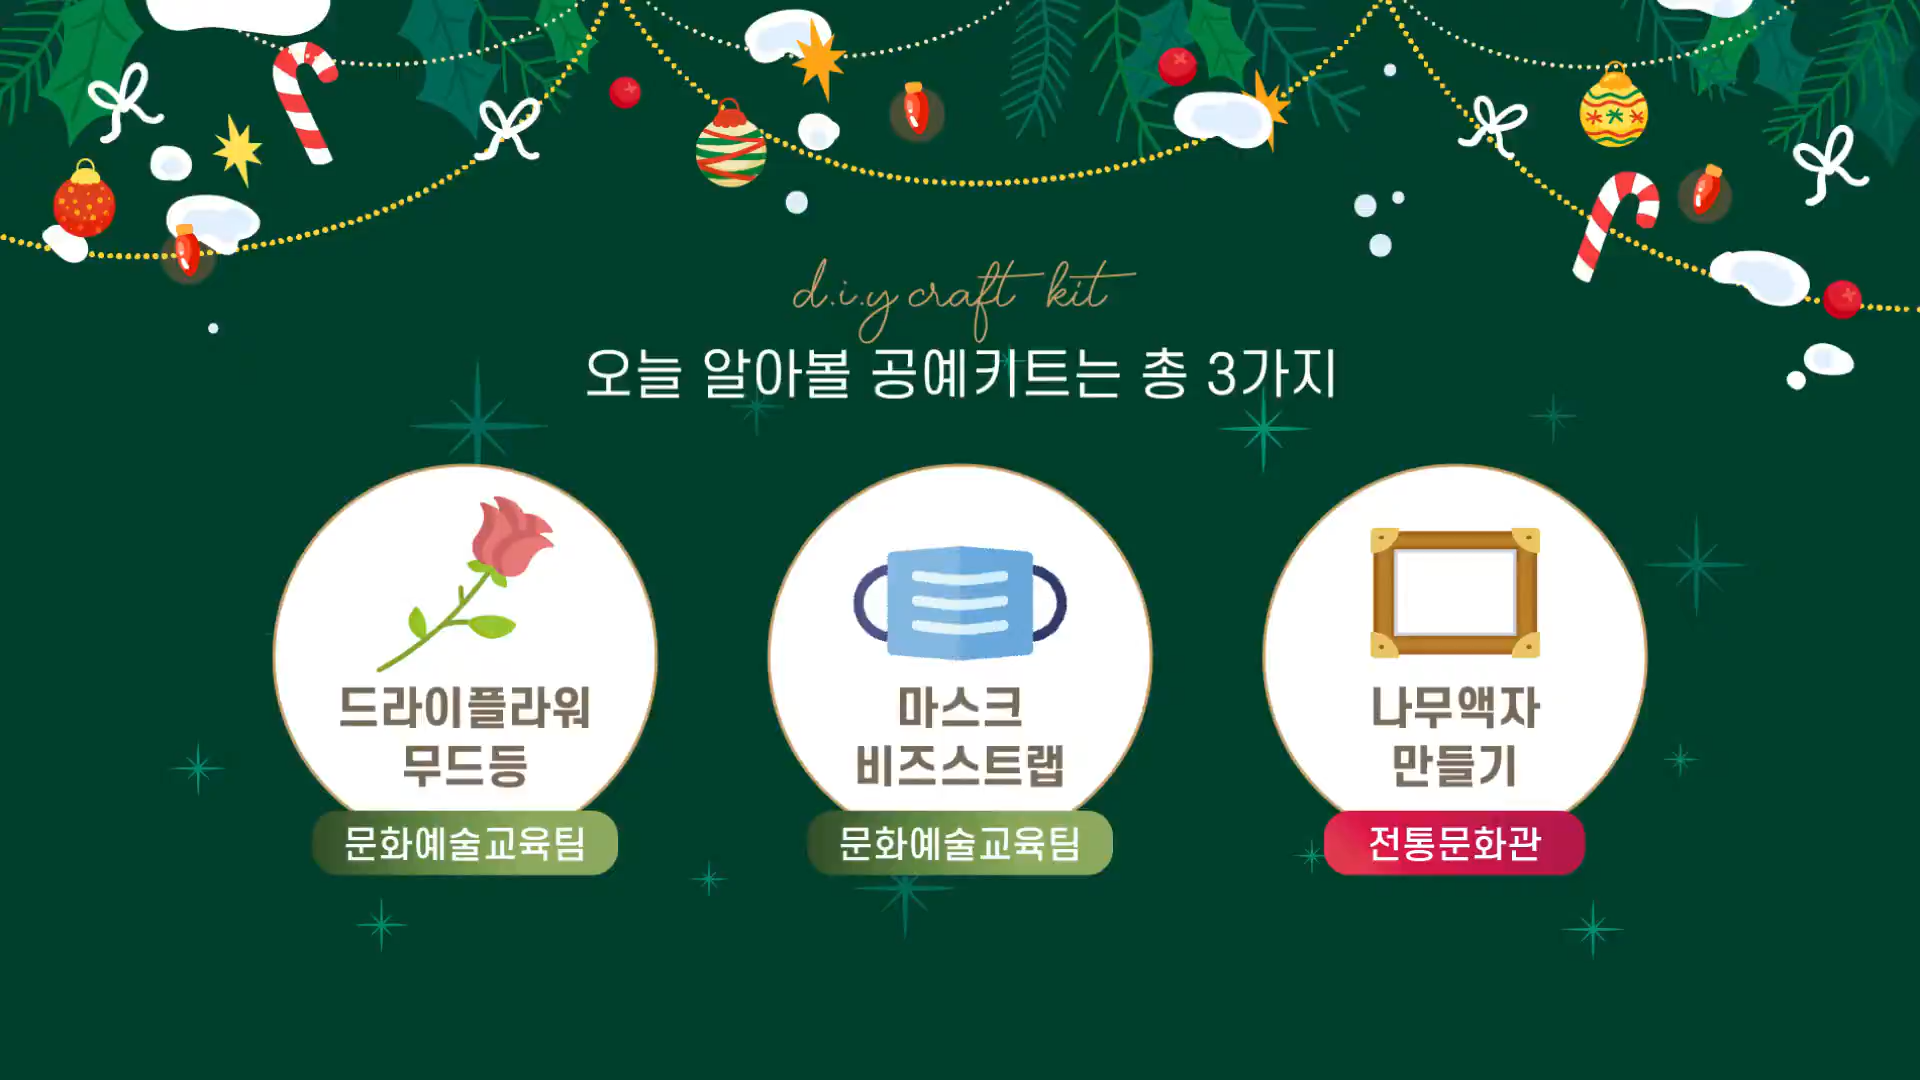 d.i.y craft kit
오늘 알아볼 공예키트는 총 3가지
드라이플라워
무드등
문화예술교육팀
마스크
비즈스트랩
문화예술교육팀
나무액자
만들기
전통문화관